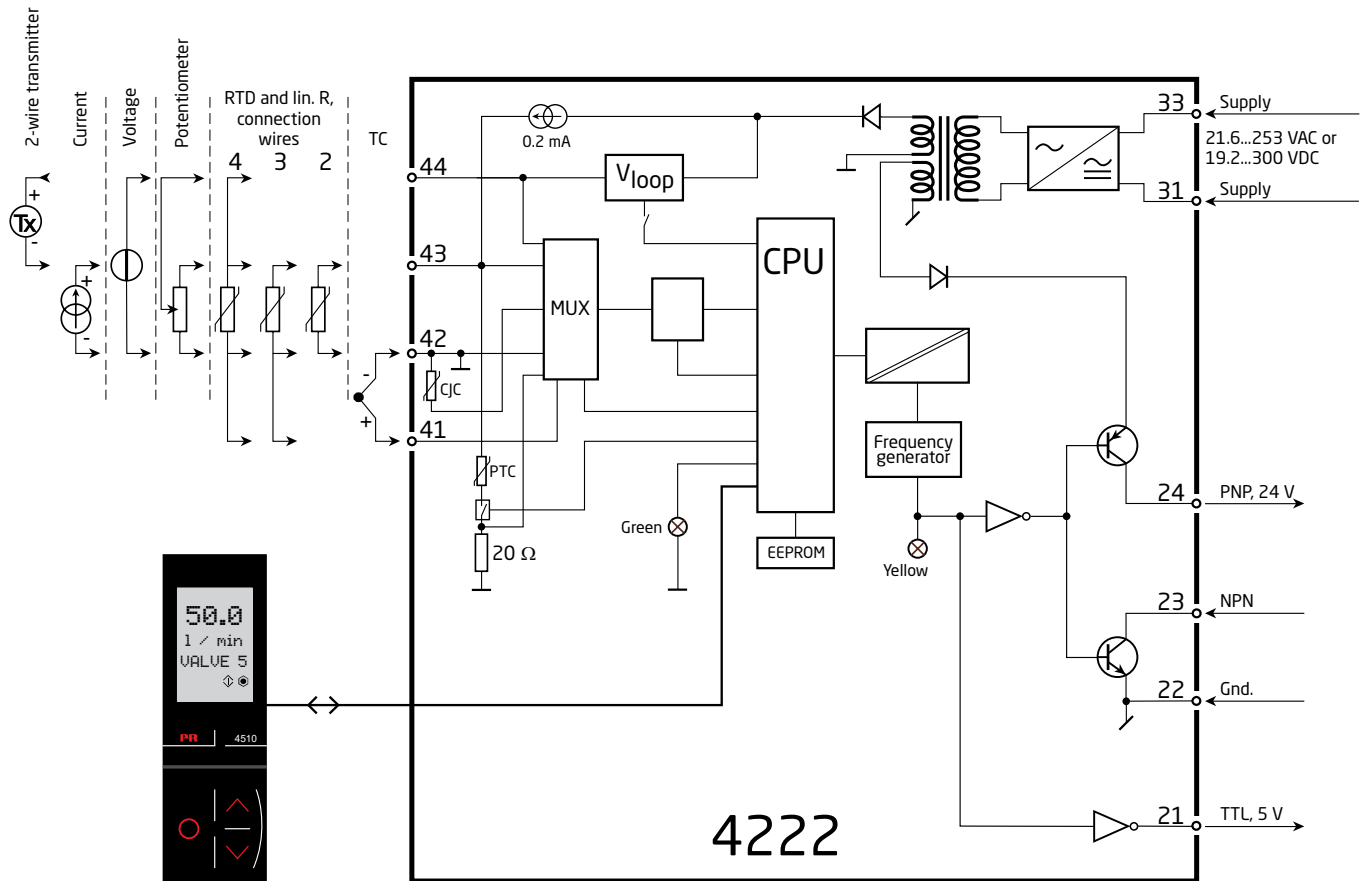 2-wire transmitter
Current
Voltage
Potentiometer
RTD and lin. R,
connection
wires
4 3 2
TC
+
Tx
-
+
-
-
+
44
43
42
41
0.2 mA
Vloop
MUX
CPU
CJC
PTC
20 Ω
Green
EEPROM
Frequency
generator
Yellow
33
Supply
21.6...253 VAC or
19.2...300 VDC
31
Supply
24
PNP, 24 V
23
NPN
22
Gnd.
21
TTL, 5 V
4222
50.0
l / min
VALVE 5
PR
4510